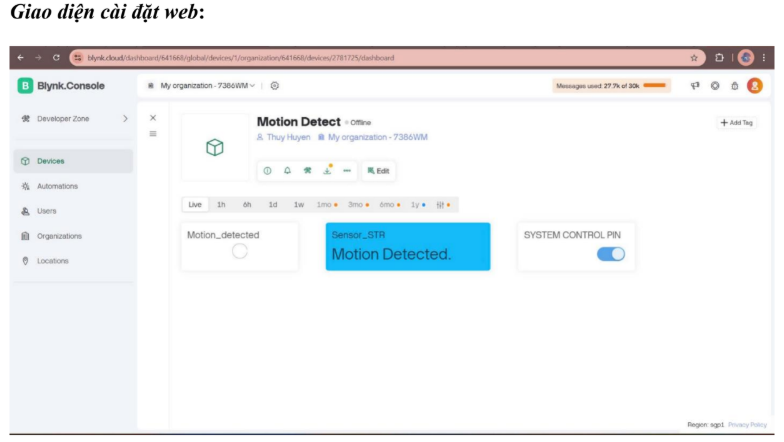 Giao diện cài đặt web:
blynk.cloud/dashboard/641668/global/devices/1/organization/641668/devices/2781725/dashboard
B Blynk.Console
My organization - 7386WM
Messages used: 27.7k of 30k
Developer Zone
Devices
Automations
Users
Organizations
Locations
Motion Detect
Offline
Thuy Huyen My organization - 7386WM
+ Add Tag
Edit
Live 1h 6h 1d 1w 1mo 3mo 6mo 1y
Motion_detected
Sensor_STR
Motion Detected.
SYSTEM CONTROL PIN
Region: sgp1 Privacy Policy